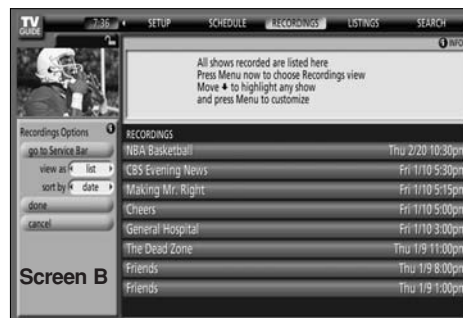 TV GUIDE
7:36 SETUP SCHEDULE RECORDINGS LISTINGS SEARCH
INFO
All shows recorded are listed here
Press Menu now to choose Recordings view
Move to highlight any show
and press Menu to customize
Recordings Options
go to Service Bar
view as list
sort by date
done
cancel
Screen B
RECORDINGS
NBA Basketball Thu 2/20 10:30pm
CBS Evening News Fri 1/10 5:30pm
Making Mr. Right Fri 1/10 5:15pm
Cheers Fri 1/10 5:00pm
General Hospital Fri 1/10 3:00pm
The Dead Zone Thu 1/9 11:00pm
Friends Thu 1/9 8:00pm
Friends Thu 1/9 1:00pm